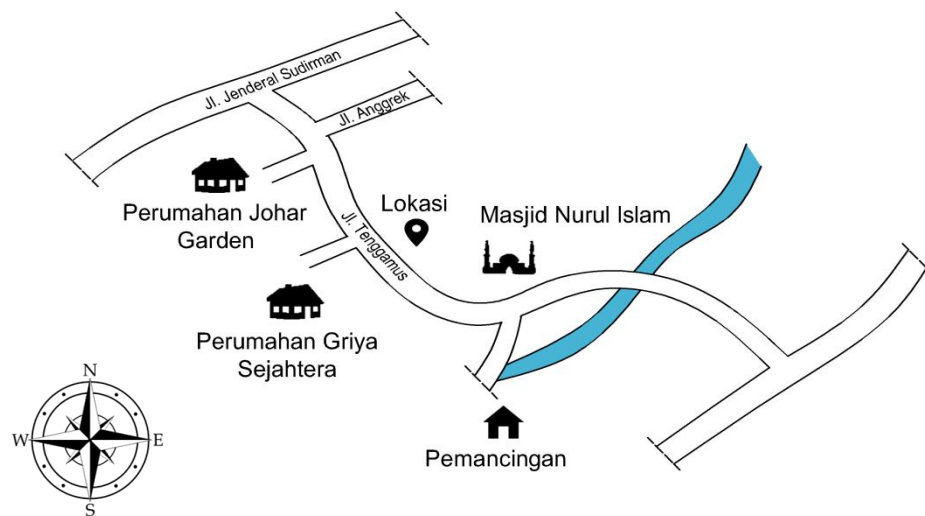 Jl. Jenderal Sudirman
Jl. Anggrek
Perumahan Johar
Garden
Jl. Tenggamus
Lokasi
Masjid Nurul Islam
Perumahan Griya
Sejahtera
Pemancingan
N
W
E
S